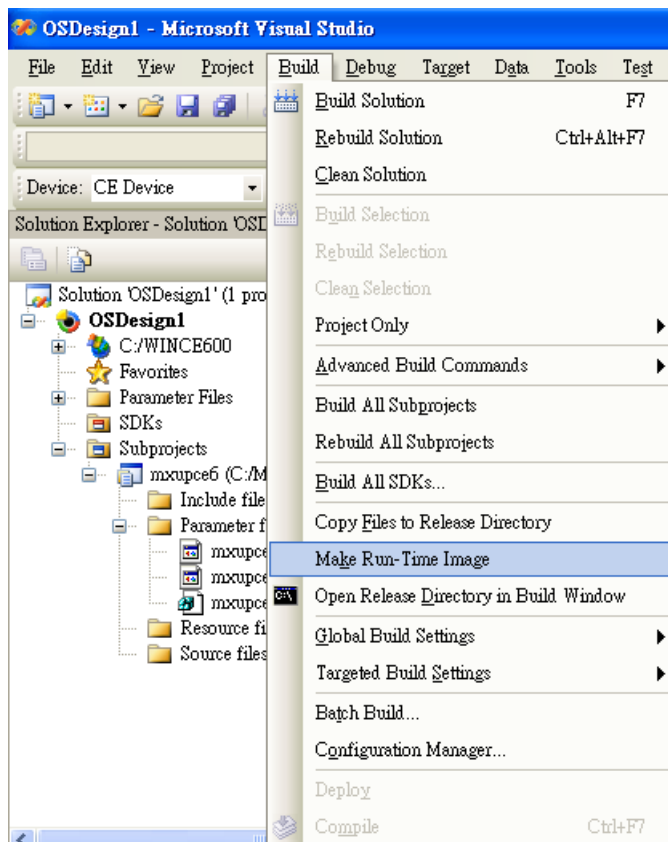 OSDesign1 - Microsoft Visual Studio
File Edit View Project Build Debug Target Data Tools Test
Device: CE Device
Solution Explorer - Solution 'OSD
Solution 'OSDesign1' (1 pro
OSDesign1
C:/WINCE600
Favorites
Parameter Files
SDKs
Subprojects
mxupce6 (C:/M
Include file
Parameter f
mxupce
mxupce
mxupce
Resource fi
Source files
Build Solution F7
Rebuild Solution Ctrl+Alt+F7
Clean Solution
Build Selection
Rebuild Selection
Clean Selection
Project Only
Advanced Build Commands
Build All Subprojects
Rebuild All Subprojects
Build All SDKs...
Copy Files to Release Directory
Make Run-Time Image
Open Release Directory in Build Window
Global Build Settings
Targeted Build Settings
Batch Build...
Configuration Manager...
Deploy
Compile Ctrl+F7